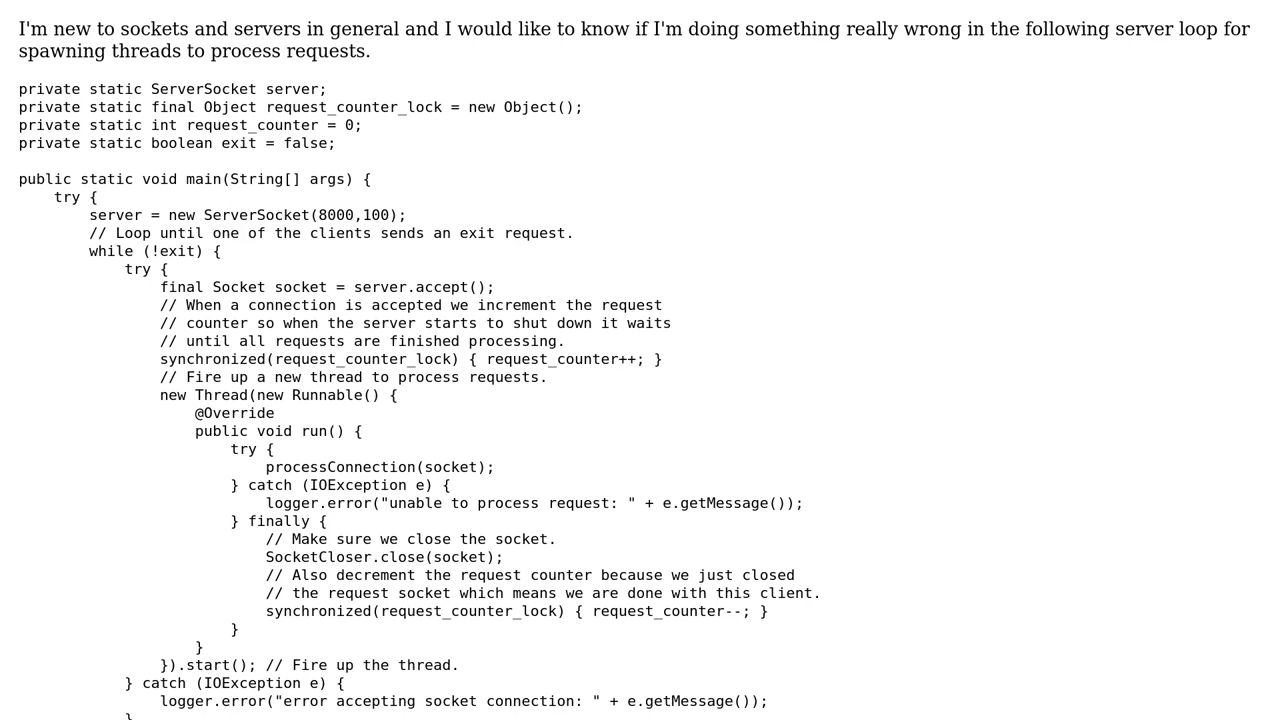 I'm new to sockets and servers in general and I would like to know if I'm doing something really wrong in the following server loop for
spawning threads to process requests.
private static ServerSocket server;
private static final Object request_counter_lock = new Object();
private static int request_counter = 0;
private static boolean exit = false;

public static void main(String[] args) {
    try {
        server = new ServerSocket(8000,100);
        // Loop until one of the clients sends an exit request.
        while (!exit) {
            try {
                final Socket socket = server.accept();
                // When a connection is accepted we increment the request
                // counter so when the server starts to shut down it waits
                // until all requests are finished processing.
                synchronized(request_counter_lock) { request_counter++; }
                // Fire up a new thread to process requests.
                new Thread(new Runnable() {
                    @Override
                    public void run() {
                        try {
                            processConnection(socket);
                        } catch (IOException e) {
                            logger.error("unable to process request: " + e.getMessage());
                        } finally {
                            // Make sure we close the socket.
                            SocketCloser.close(socket);
                            // Also decrement the request counter because we just closed
                            // the request socket which means we are done with this client.
                            synchronized(request_counter_lock) { request_counter--; }
                        }
                    }
                }).start(); // Fire up the thread.
            } catch (IOException e) {
                logger.error("error accepting socket connection: " + e.getMessage());
            }